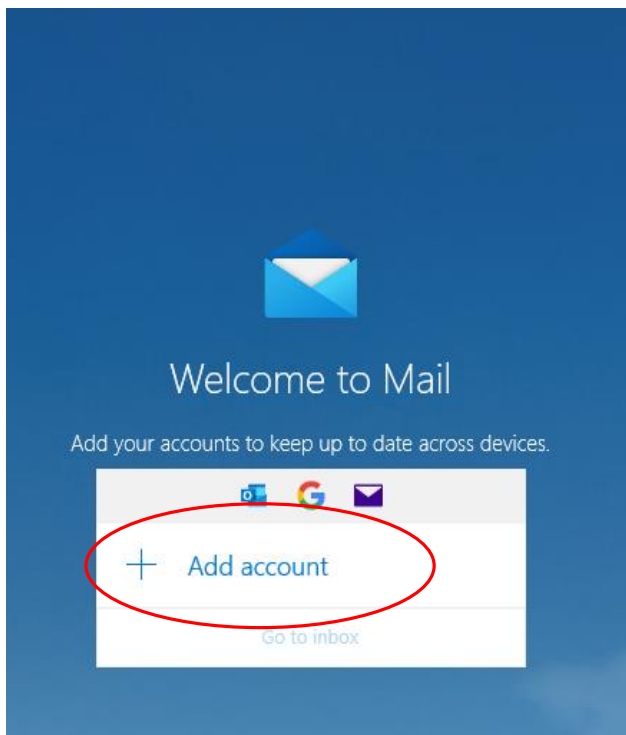 Welcome to Mail
Add your accounts to keep up to date across devices.
Add account
Go to inbox